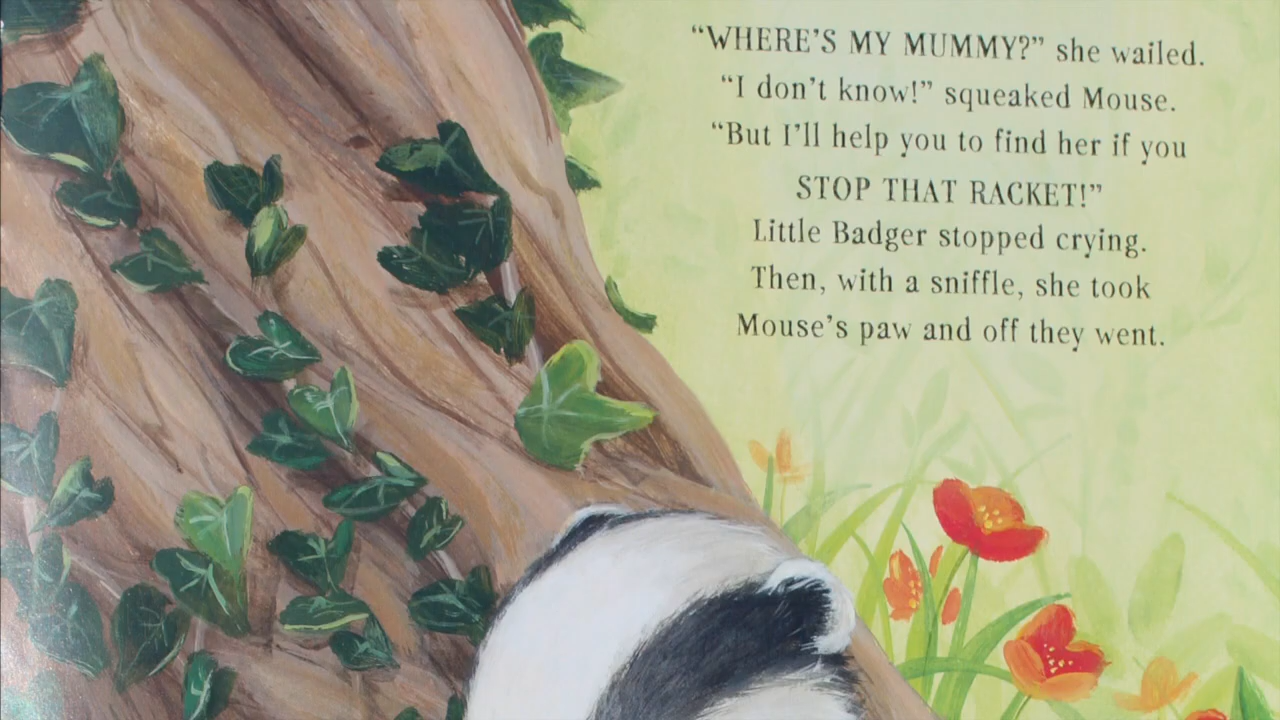 “WHERE’S MY MUMMY?” she wailed.
“I don’t know!” squeaked Mouse.
“But I’ll help you to find her if you
STOP THAT RACKET!”
Little Badger stopped crying.
Then, with a sniffle, she took
Mouse’s paw and off they went.